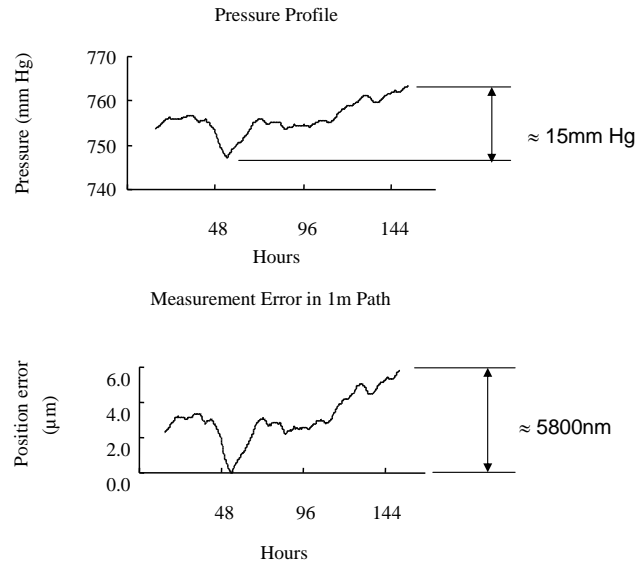 Pressure Profile
Pressure (mm Hg)
770
760
750
740
48 96 144
Hours
≈ 15mm Hg
Measurement Error in 1m Path
Position error
(µm)
6.0
4.0
2.0
0.0
48 96 144
Hours
≈ 5800nm